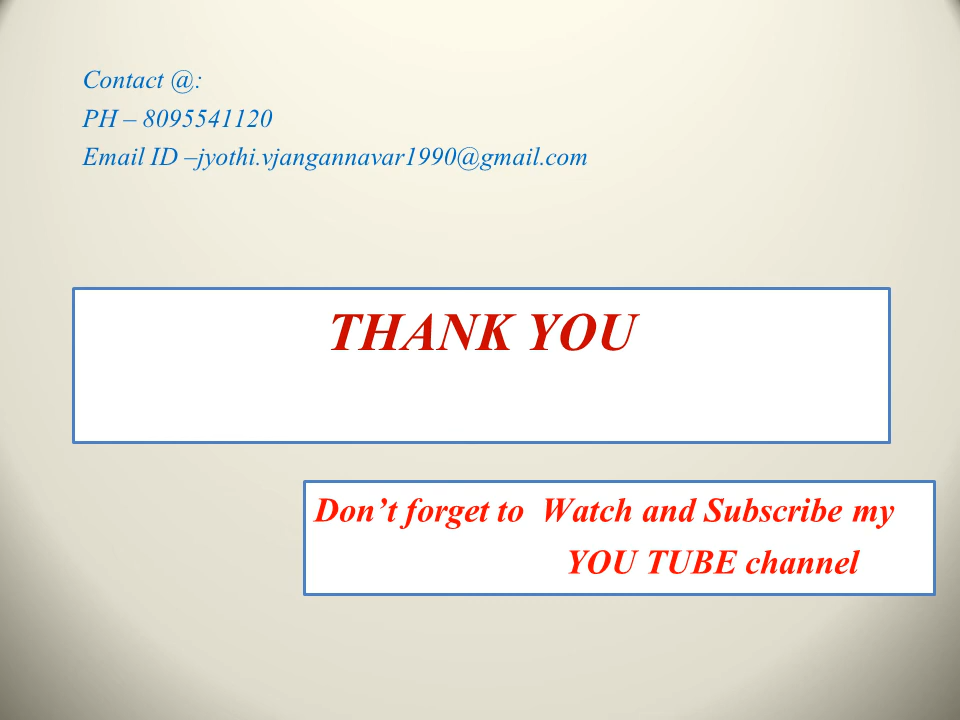 Contact @:
PH – 8095541120
Email ID –jyothi.vjangannavar1990@gmail.com
THANK YOU
Don’t forget to  Watch and Subscribe my
YOU TUBE channel